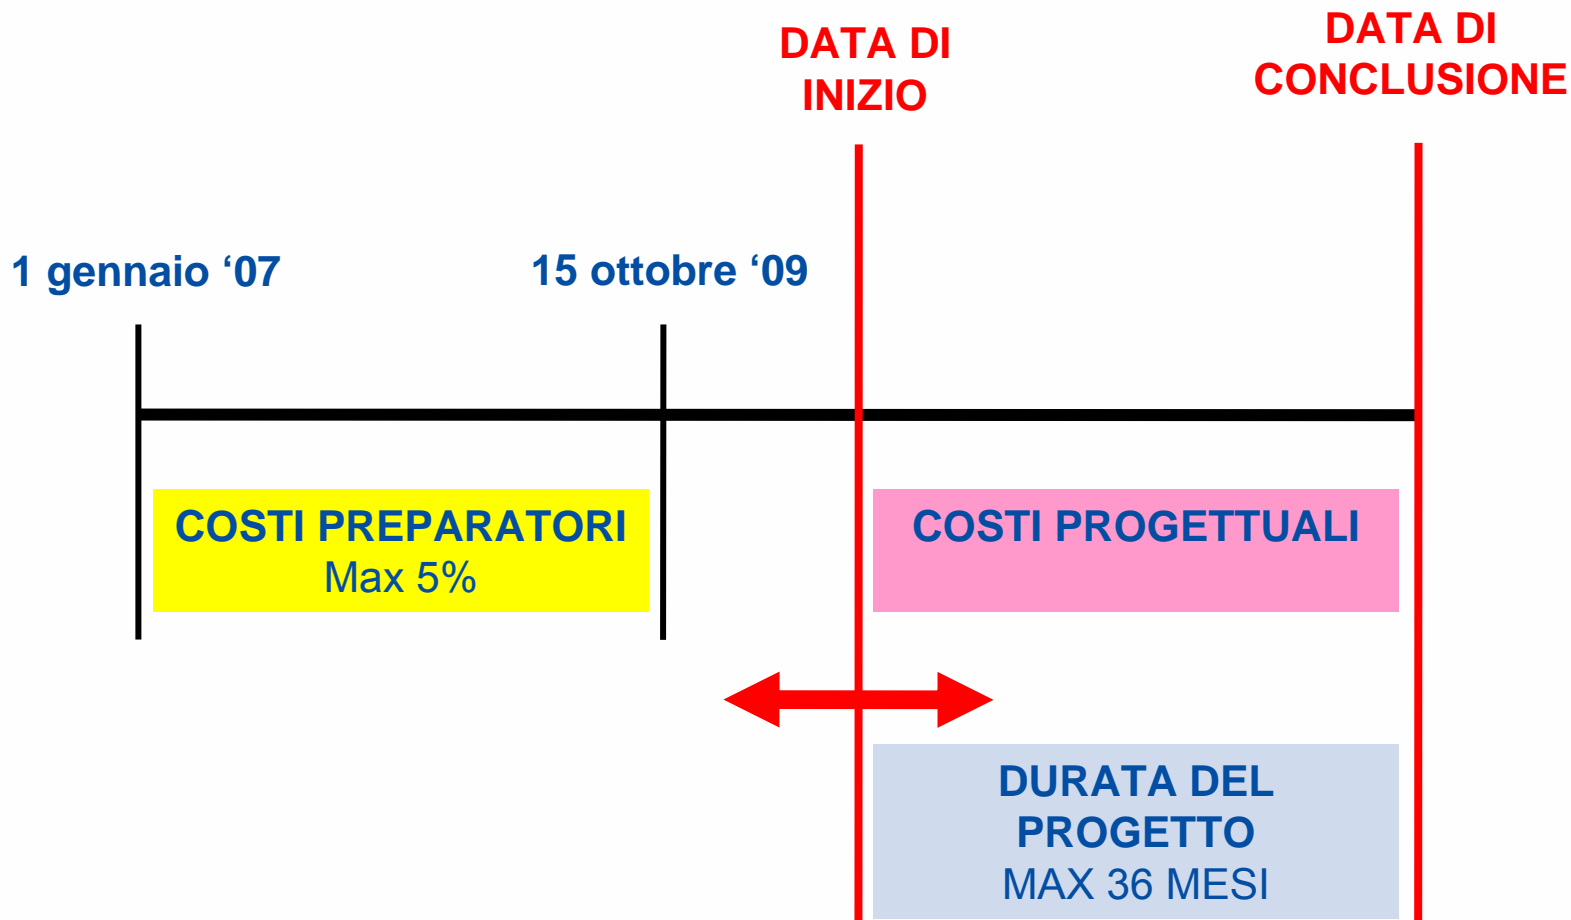 DATA DI
INIZIO
DATA DI
CONCLUSIONE
1 gennaio ‘07
15 ottobre ‘09
COSTI PREPARATORI
Max 5%
COSTI PROGETTUALI
DURATA DEL
PROGETTO
MAX 36 MESI